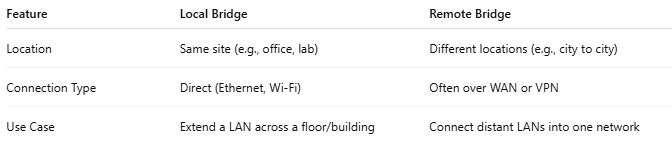 Feature Local Bridge Remote Bridge
Location Same site (e.g., office, lab) Different locations (e.g., city to city)
Connection Type Direct (Ethernet, Wi-Fi) Often over WAN or VPN
Use Case Extend a LAN across a floor/building Connect distant LANs into one network